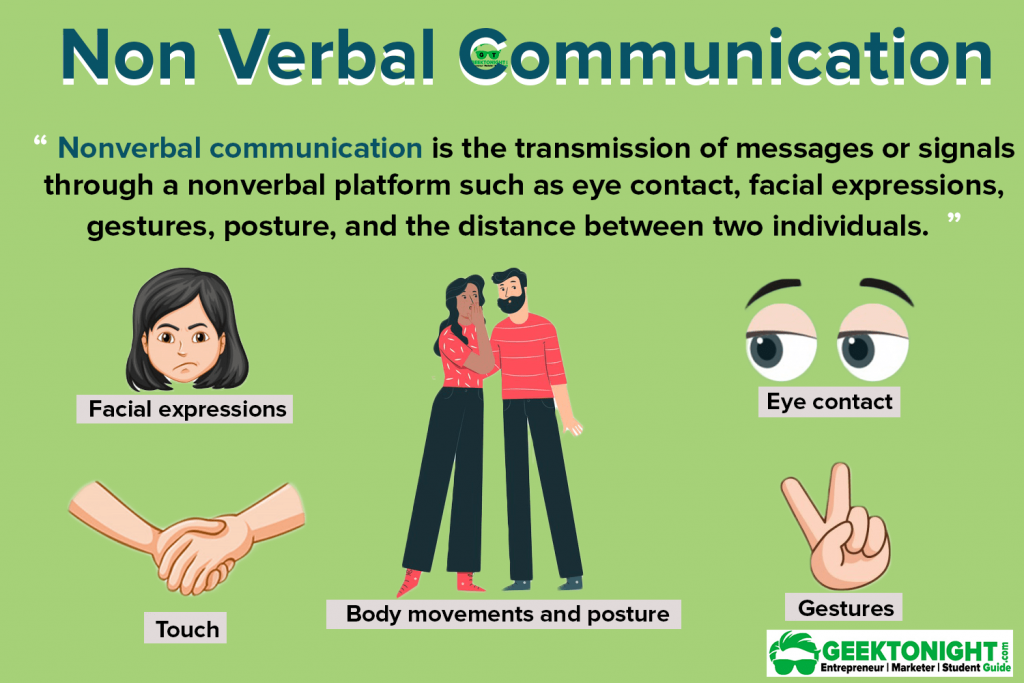 Non Verbal Communication
“ Nonverbal communication is the transmission of messages or signals
through a nonverbal platform such as eye contact, facial expressions,
gestures, posture, and the distance between two individuals. ”
Facial expressions
Eye contact
Touch
Body movements and posture
Gestures
GEEKTONIGHT.com
Entrepreneur | Marketer | Student Guide